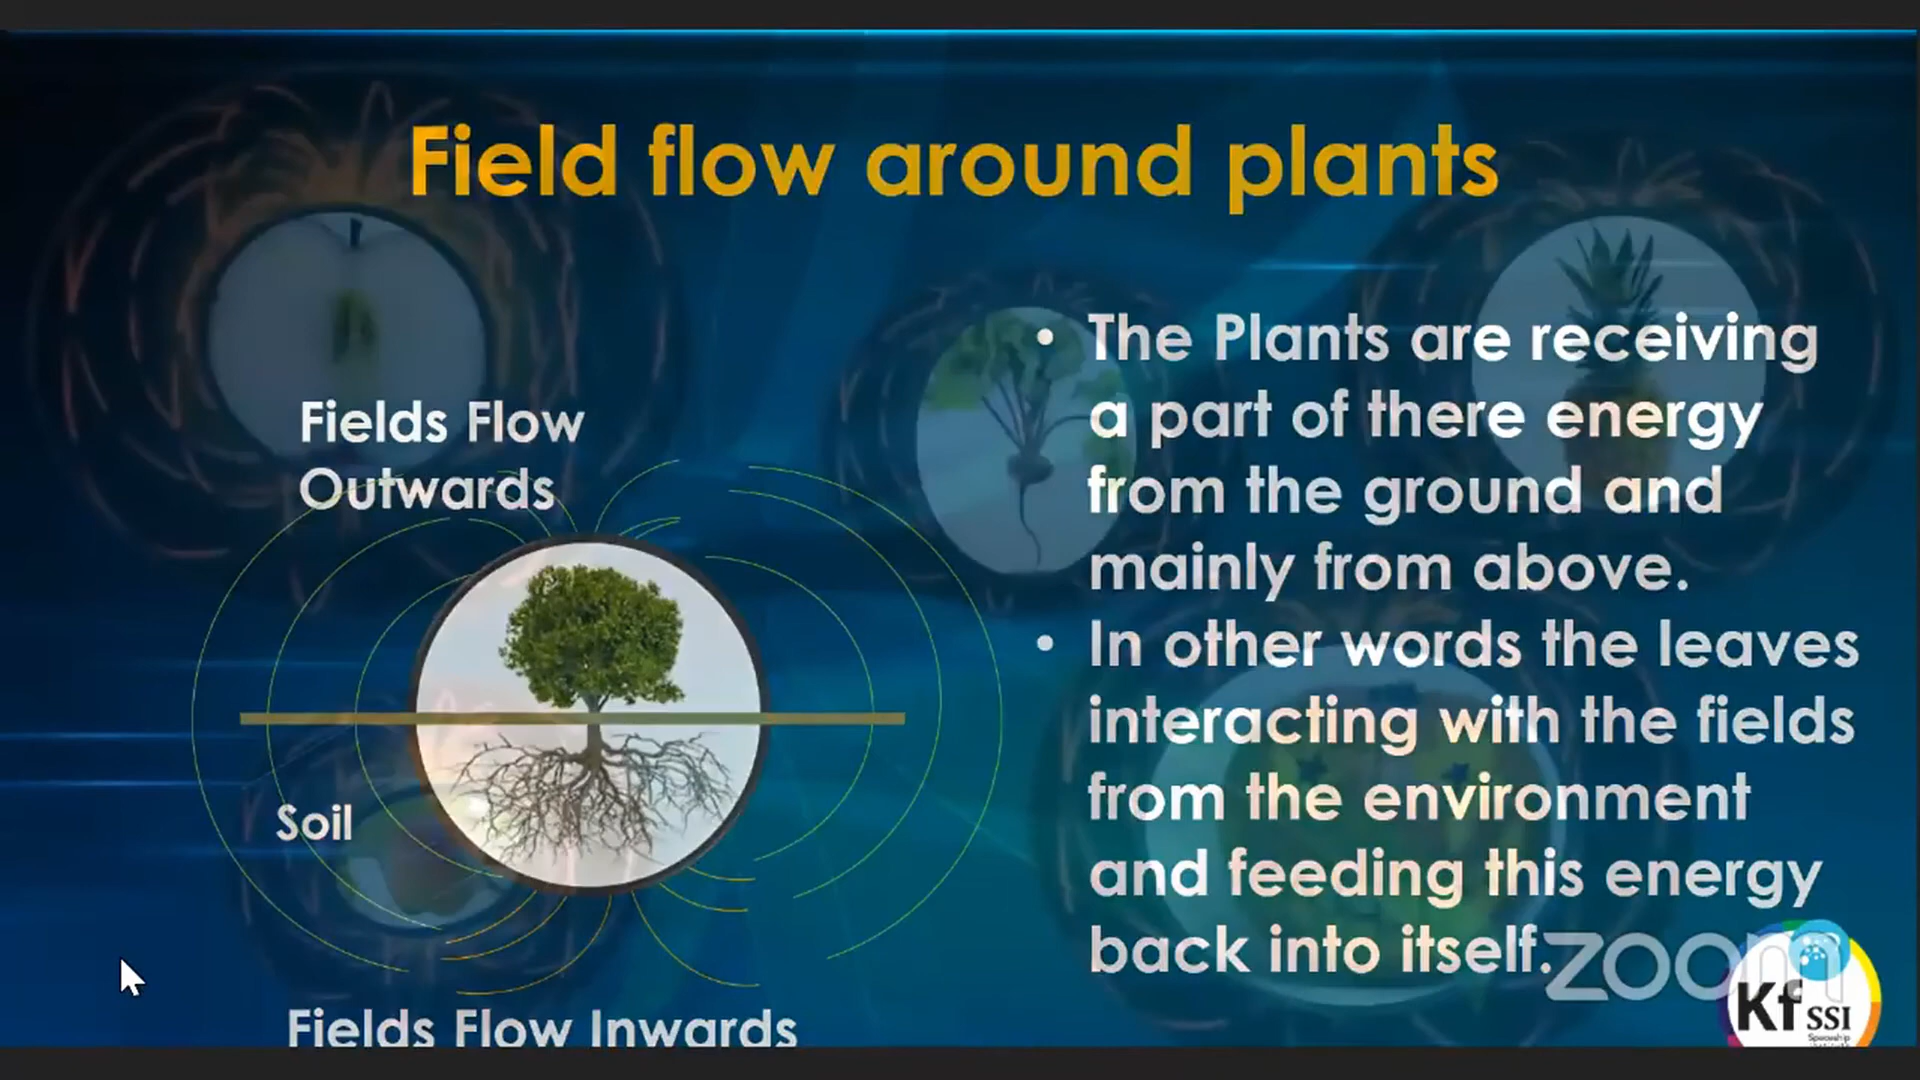 Field flow around plants
Fields Flow
Outwards
Soil
Fields Flow Inwards
• The Plants are receiving
a part of there energy
from the ground and
mainly from above.
• In other words the leaves
interacting with the fields
from the environment
and feeding this energy
back into itself.
zoom
Kf
SSI
Spaceship